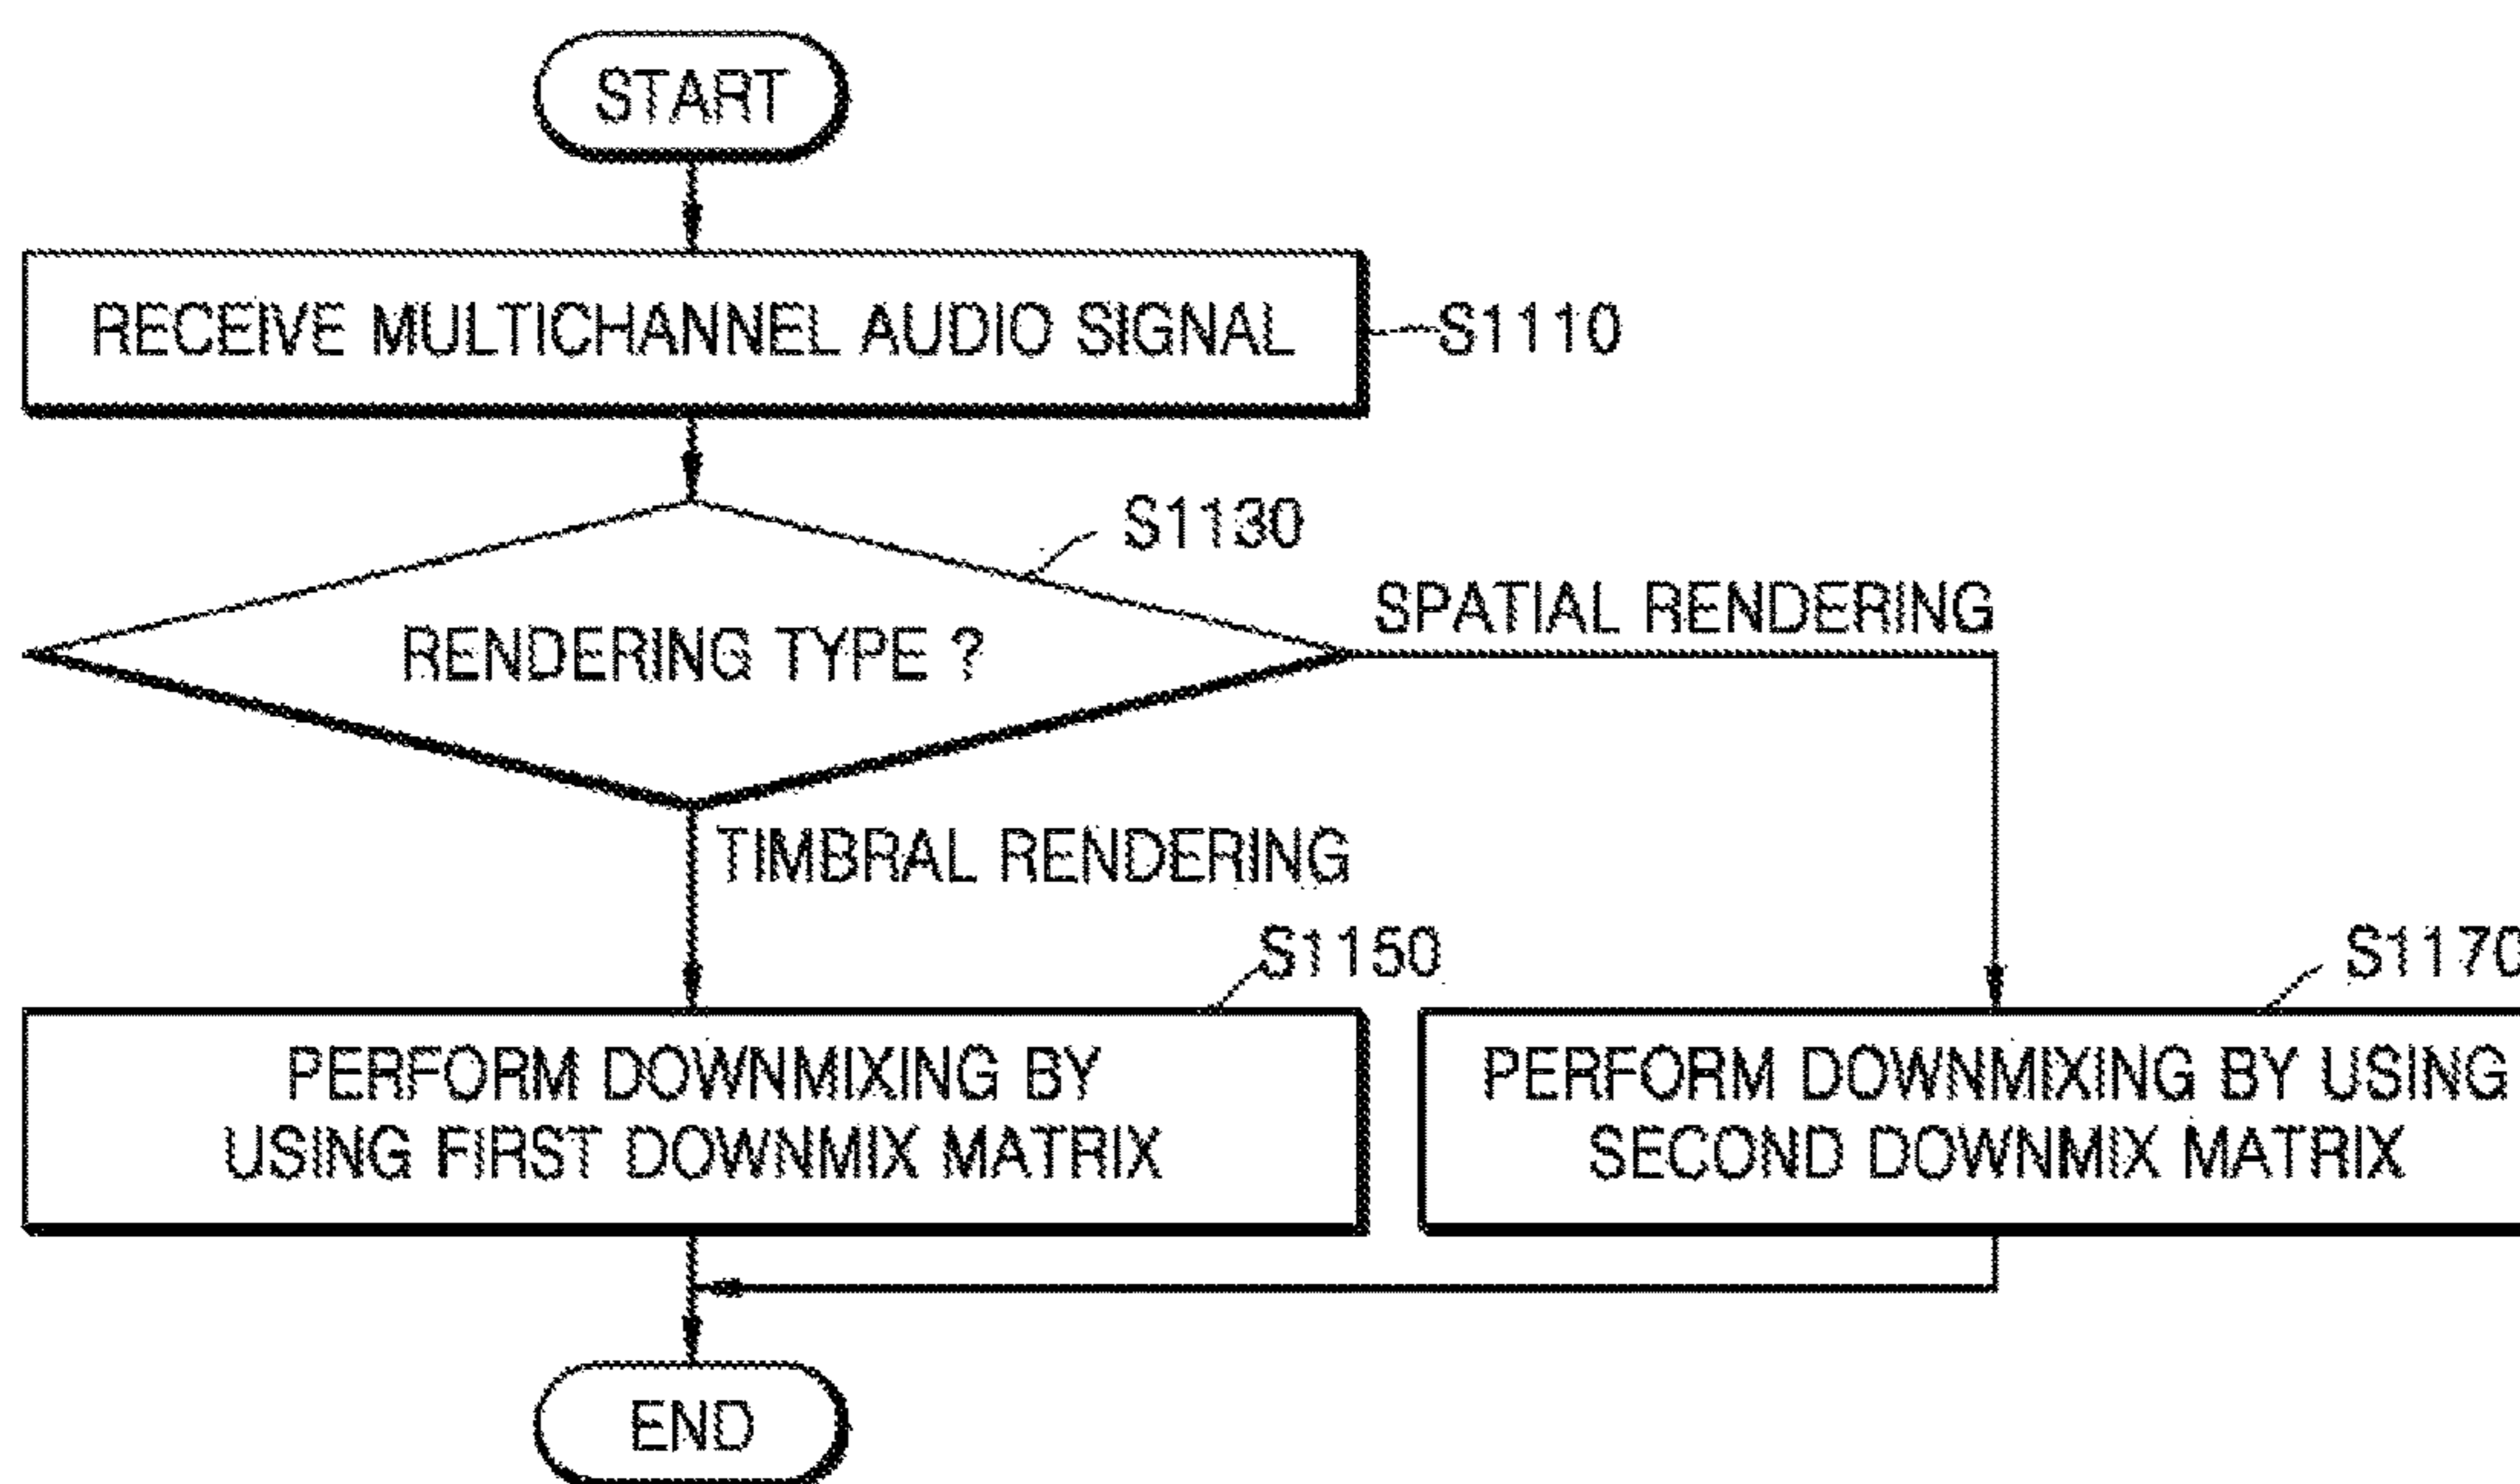 START
RECEIVE MULTICHANNEL AUDIO SIGNAL
S1110
S1130
RENDERING TYPE ?
SPATIAL RENDERING
TIMBRAL RENDERING
S1150
S1170
PERFORM DOWNMIXING BY
USING FIRST DOWNMIX MATRIX
PERFORM DOWNMIXING BY USING
SECOND DOWNMIX MATRIX
END